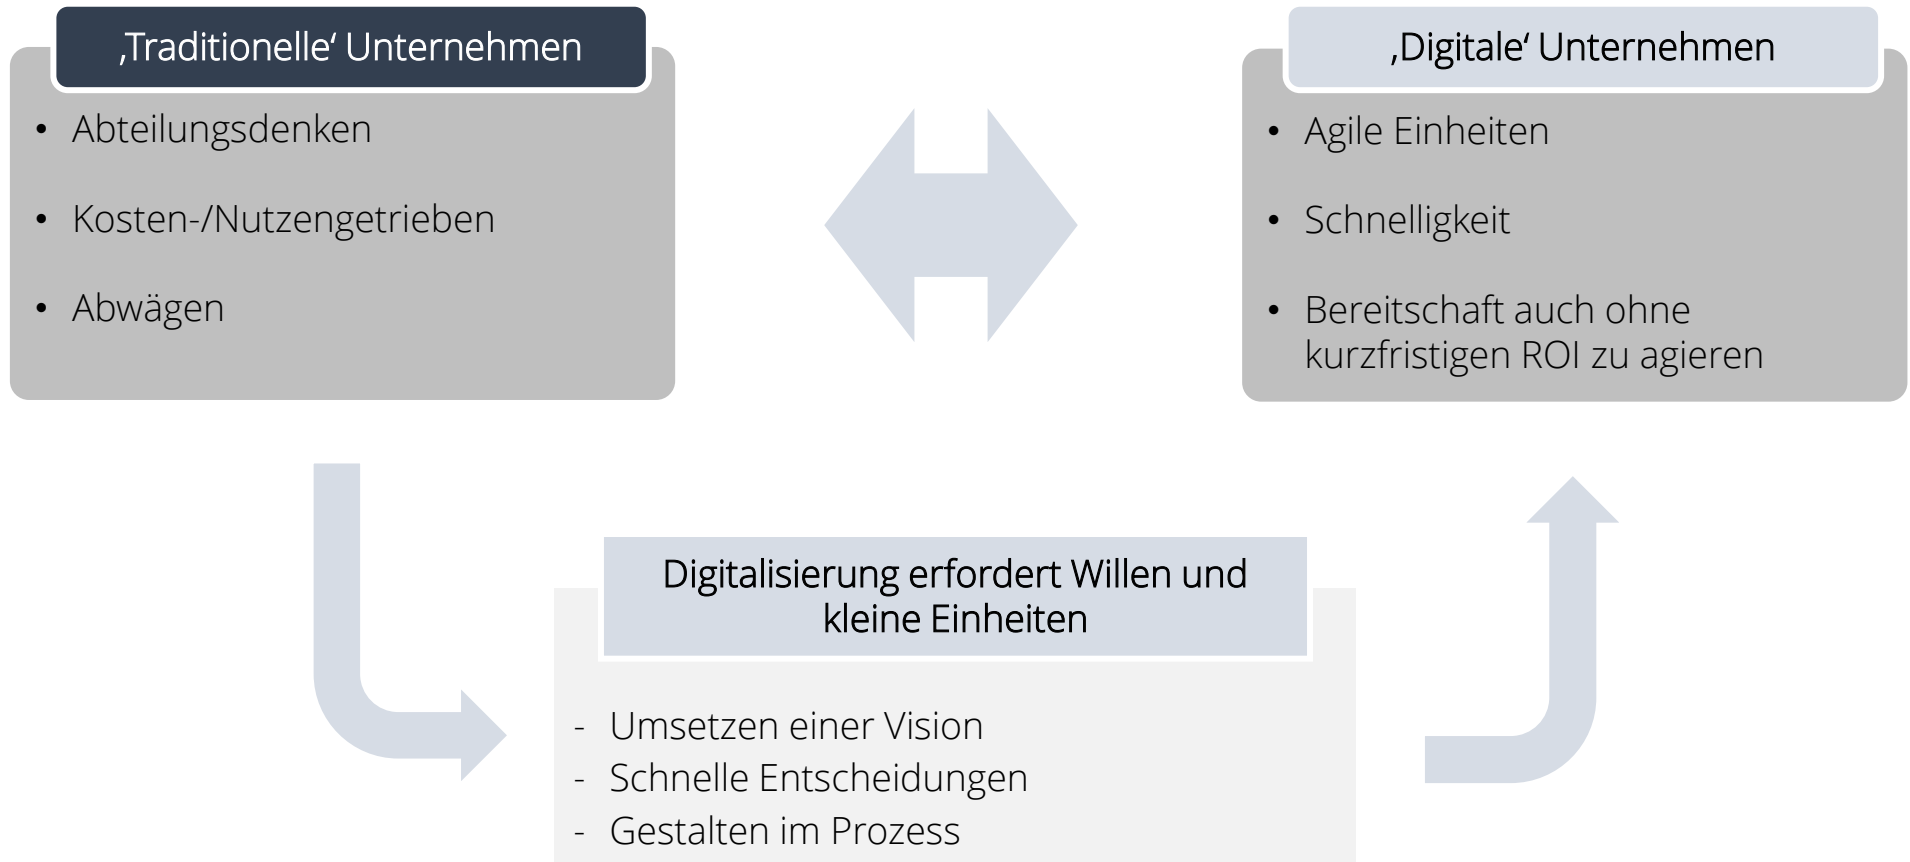 ‚Traditionelle‘ Unternehmen
• Abteilungsdenken
• Kosten-/Nutzengetrieben
• Abwägen
‚Digitale‘ Unternehmen
• Agile Einheiten
• Schnelligkeit
• Bereitschaft auch ohne
kurzfristigen ROI zu agieren
Digitalisierung erfordert Willen und
kleine Einheiten
- Umsetzen einer Vision
- Schnelle Entscheidungen
- Gestalten im Prozess